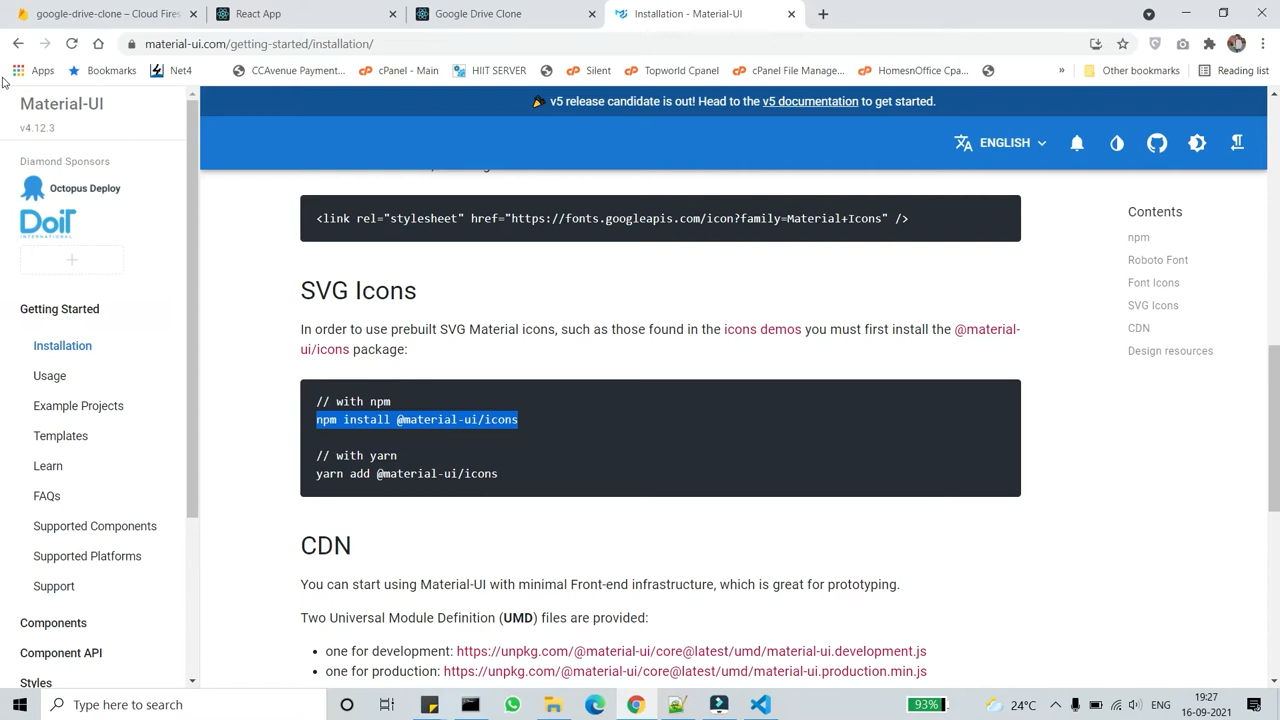 google-drive-clone – Cloud Fires
React App
Google Drive Clone
Installation - Material-UI
material-ui.com/getting-started/installation/
Apps
Bookmarks
Net4
CCAvenue Payment...
cPanel - Main
HIIT SERVER
Silent
Topworld Cpanel
cPanel File Manage...
HomesnOffice Cpa...
»
Other bookmarks
Reading list
Material-UI
v4.12.3
Diamond Sponsors
Octopus Deploy
DoiT
INTERNATIONAL
Getting Started
Installation
Usage
Example Projects
Templates
Learn
FAQs
Supported Components
Supported Platforms
Support
Components
Component API
Styles
v5 release candidate is out! Head to the v5 documentation to get started.
ENGLISH
<link rel="stylesheet" href="https://fonts.googleapis.com/icon?family=Material+Icons" />
SVG Icons
In order to use prebuilt SVG Material icons, such as those found in the icons demos you must first install the @material-
ui/icons package:
// with npm
npm install @material-ui/icons
// with yarn
yarn add @material-ui/icons
CDN
You can start using Material-UI with minimal Front-end infrastructure, which is great for prototyping.
Two Universal Module Definition (UMD) files are provided:
• one for development: https://unpkg.com/@material-ui/core@latest/umd/material-ui.development.js
• one for production: https://unpkg.com/@material-ui/core@latest/umd/material-ui.production.min.js
Contents
npm
Roboto Font
Font Icons
SVG Icons
CDN
Design resources
Type here to search
93%
24°C
19:27
16-09-2021